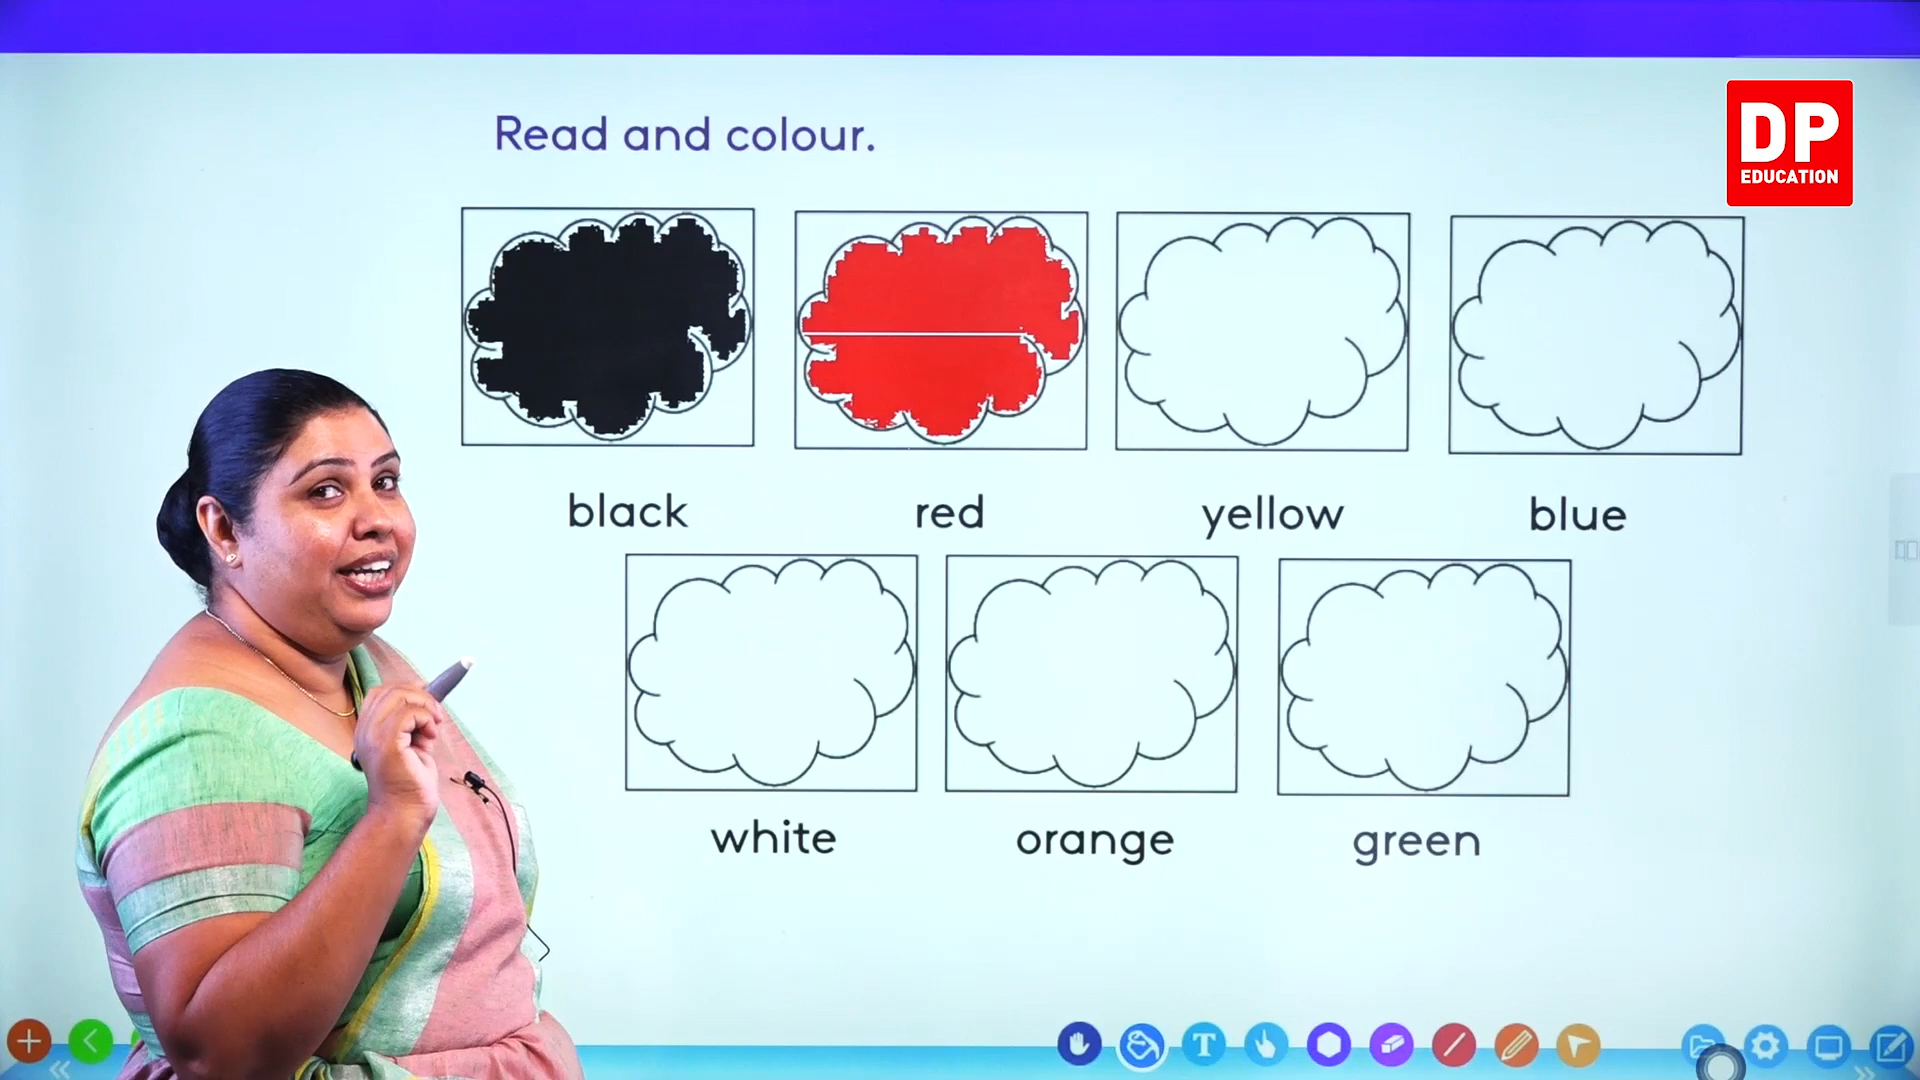 Read and colour.
DP
EDUCATION
black red yellow blue
white orange green
T